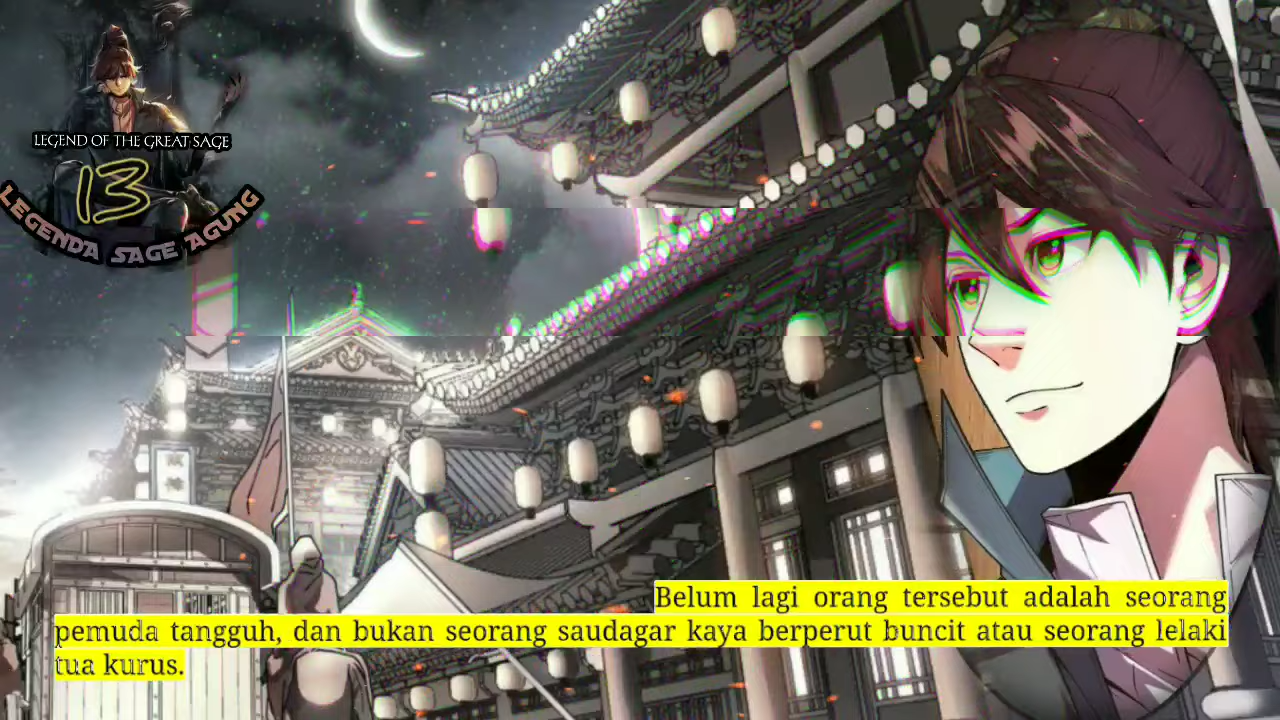 LEGEND OF THE GREAT SAGE
13
LEGENDA SAGE AGUNG
Belum lagi orang tersebut adalah seorang
pemuda tangguh, dan bukan seorang saudagar kaya berperut buncit atau seorang lelaki
tua kurus.